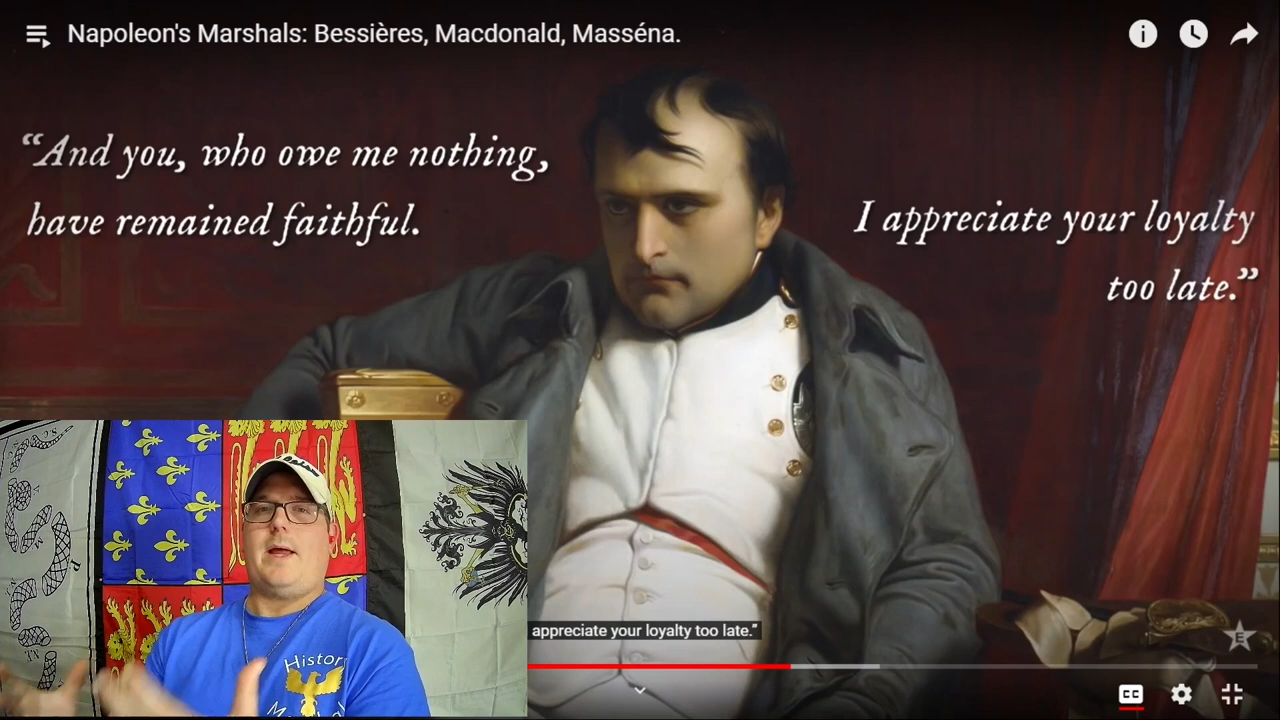 Napoleon's Marshals: Bessières, Macdonald, Masséna.
“And you, who owe me nothing,
have remained faithful.
I appreciate your loyalty
too late.”
appreciate your loyalty too late."
E
CC
Histor